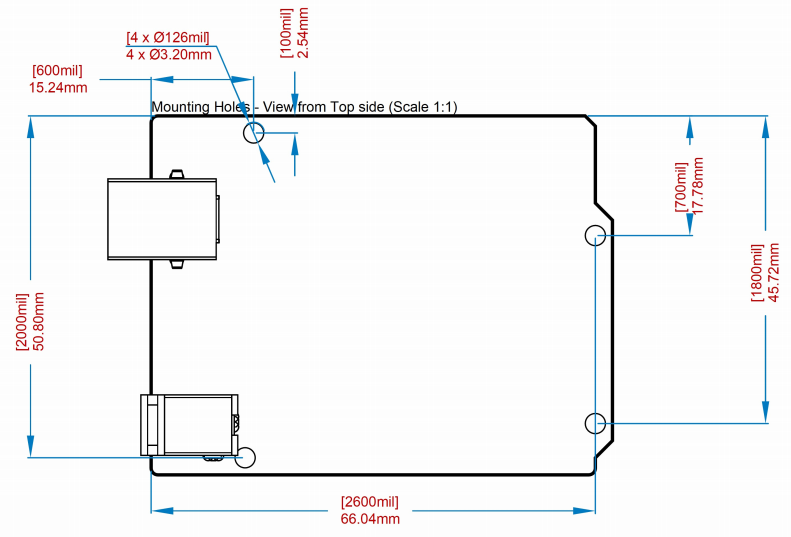 [4 x Ø126mil]
4 x Ø3.20mm
[100mil]
2.54mm
[600mil]
15.24mm
Mounting Holes - View from Top side (Scale 1:1)
[700mil]
17.78mm
[1800mil]
45.72mm
[2000mil]
50.80mm
[2600mil]
66.04mm